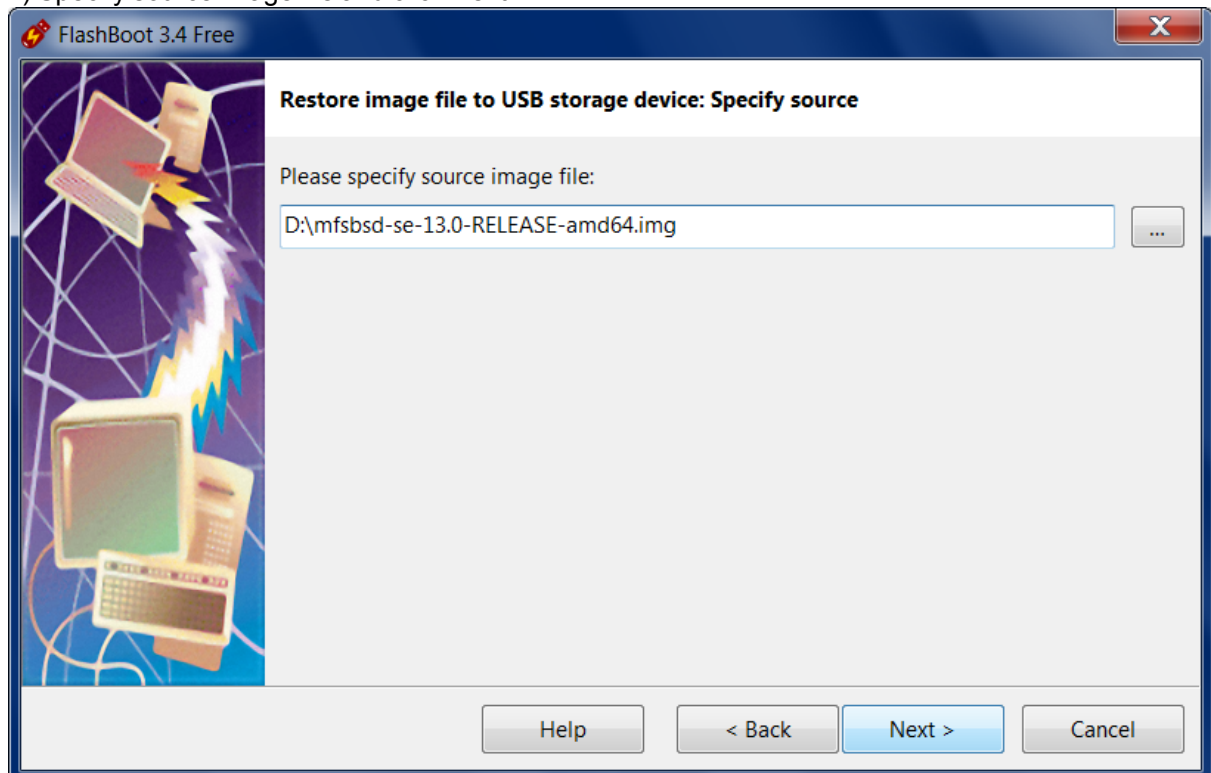 FlashBoot 3.4 Free
Restore image file to USB storage device: Specify source
Please specify source image file:
D:\mfsbsd-se-13.0-RELEASE-amd64.img
...
Help
< Back
Next >
Cancel